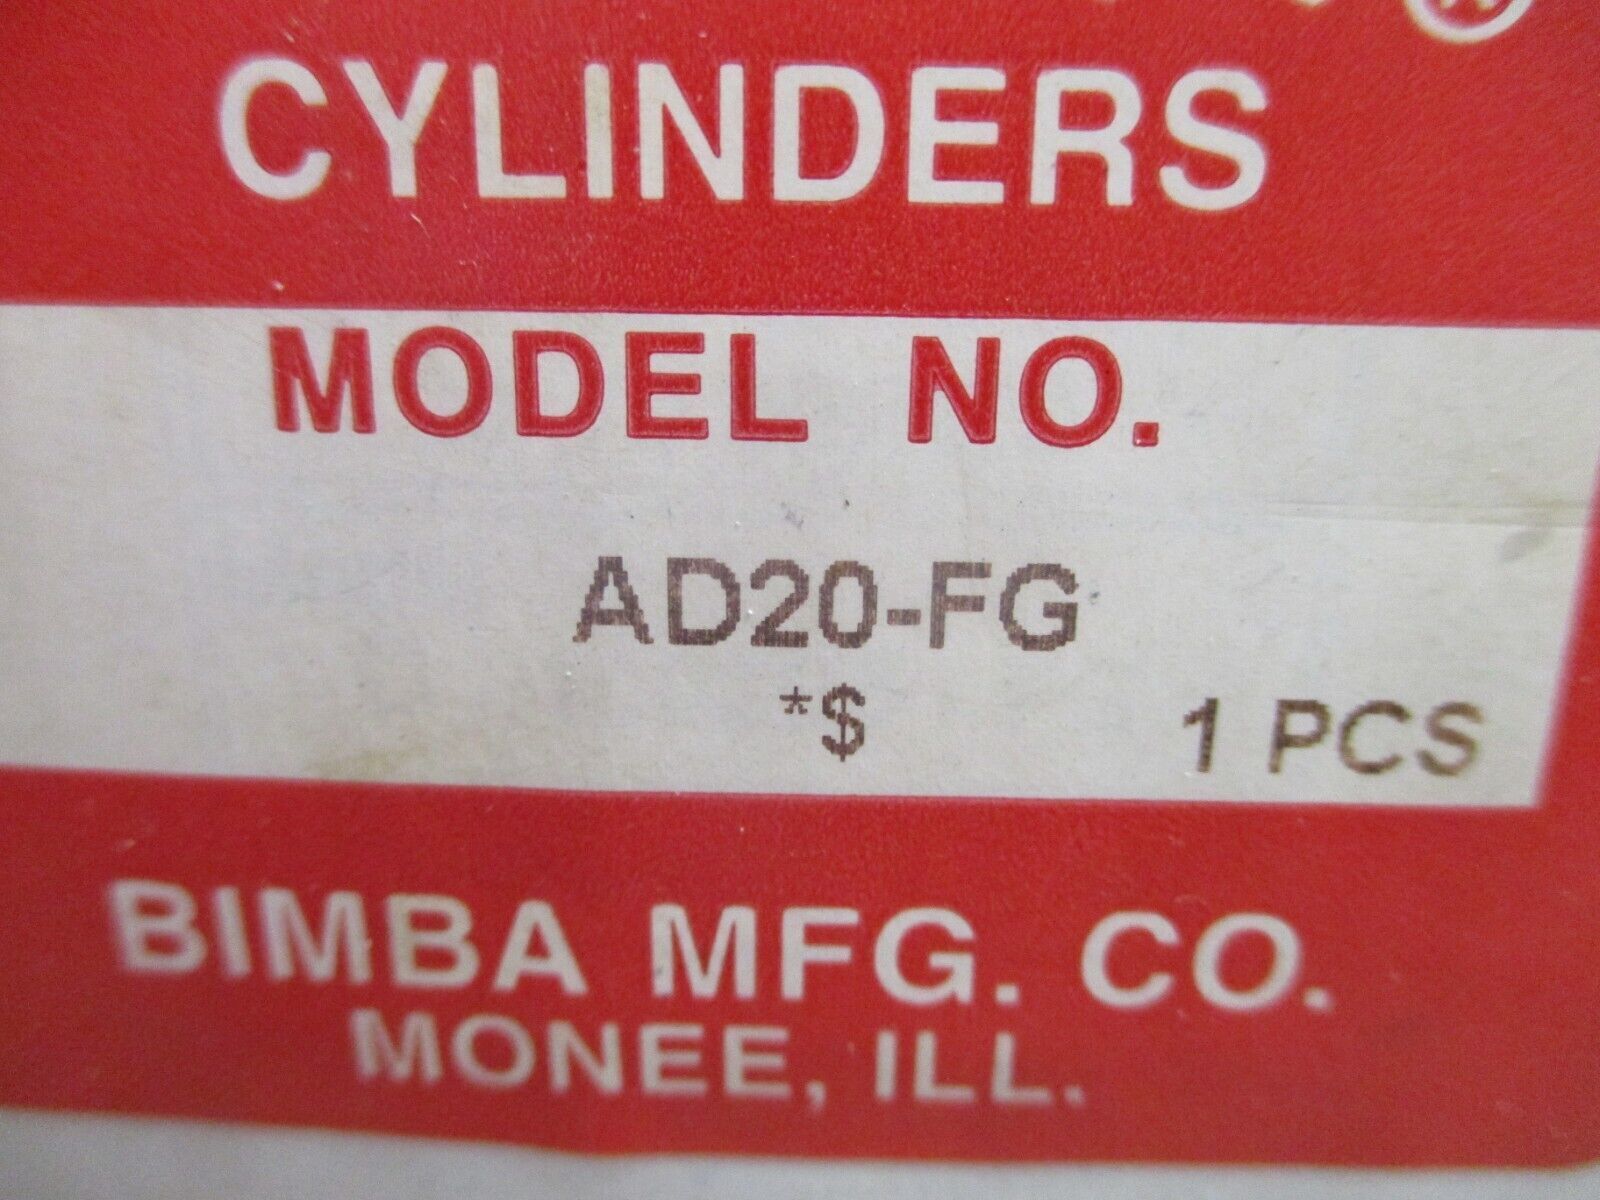 CYLINDERS
MODEL NO.
AD20-FG
*$ 1 PCS
BIMBA MFG. CO.
MONEE, ILL.